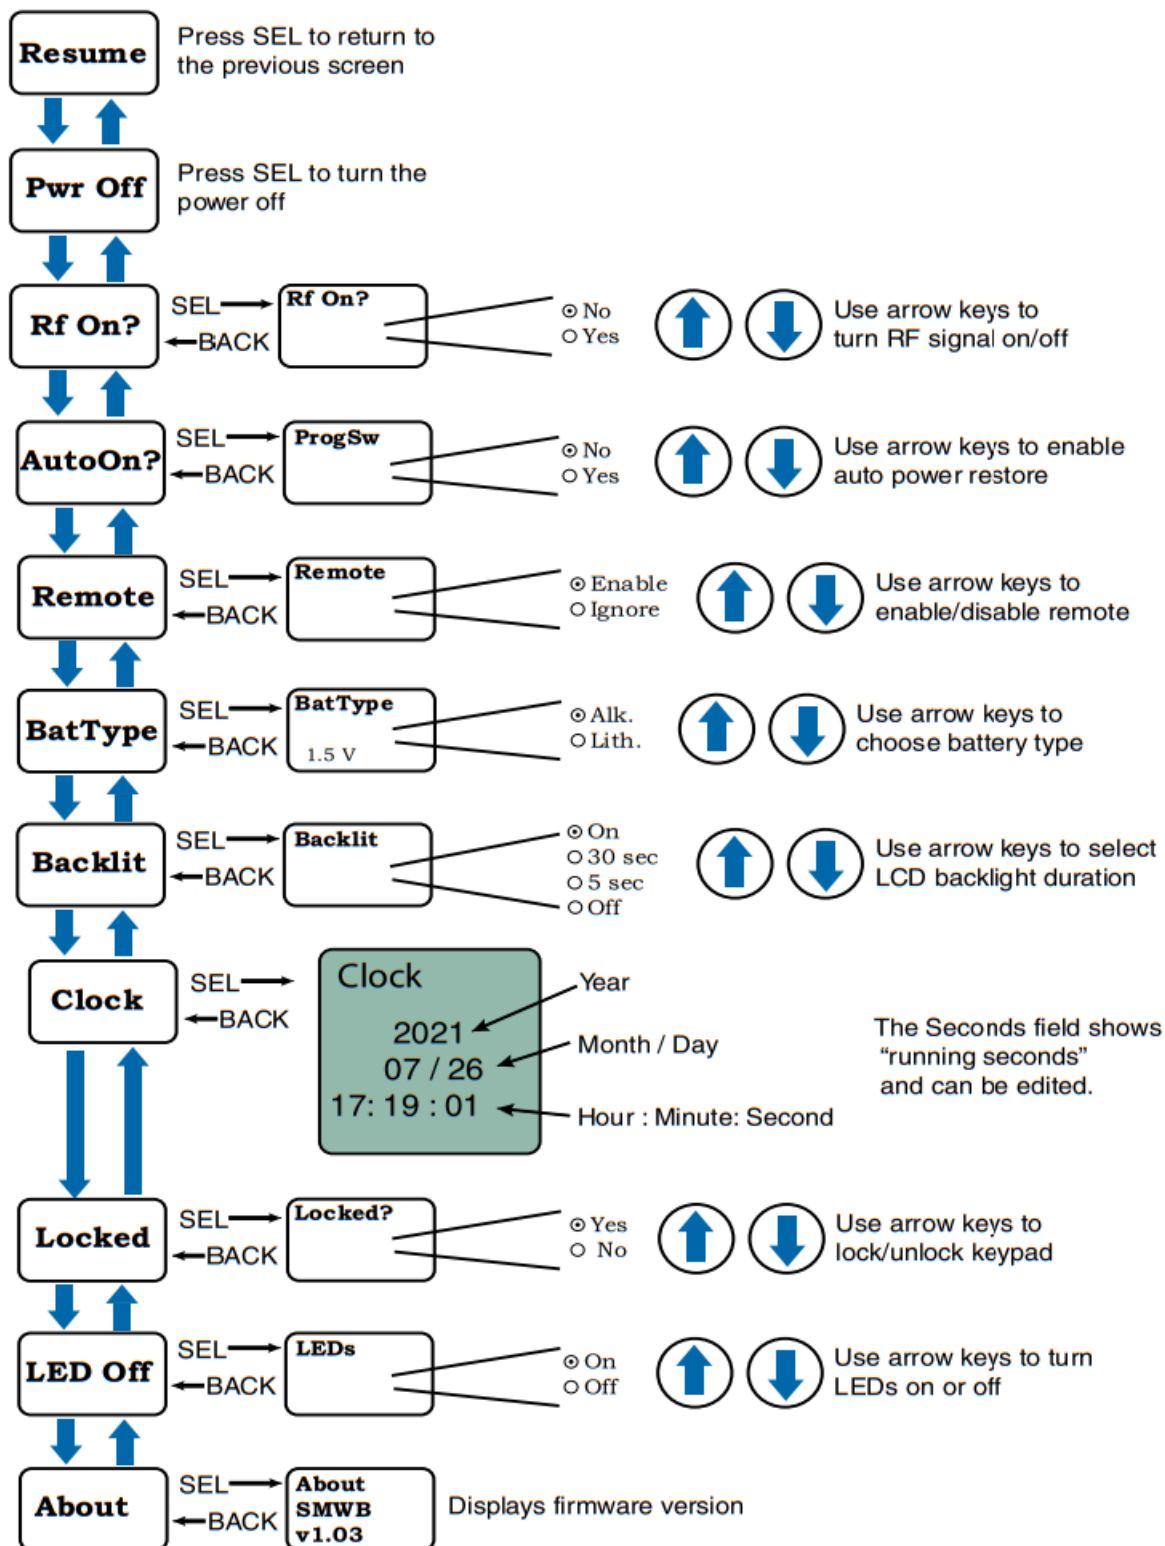 Resume
Press SEL to return to
the previous screen
Pwr Off
Press SEL to turn the
power off
Rf On?
SEL
BACK
Rf On?
No
Yes
Use arrow keys to
turn RF signal on/off
AutoOn?
SEL
BACK
ProgSw
No
Yes
Use arrow keys to enable
auto power restore
Remote
SEL
BACK
Remote
Enable
Ignore
Use arrow keys to
enable/disable remote
BatType
SEL
BACK
BatType
1.5 V
Alk.
Lith.
Use arrow keys to
choose battery type
Backlit
SEL
BACK
Backlit
On
30 sec
5 sec
Off
Use arrow keys to select
LCD backlight duration
Clock
SEL
BACK
Clock
2021
07 / 26
17: 19 : 01
Year
Month / Day
Hour : Minute: Second
The Seconds field shows
“running seconds”
and can be edited.
Locked
SEL
BACK
Locked?
Yes
No
Use arrow keys to
lock/unlock keypad
LED Off
SEL
BACK
LEDs
On
Off
Use arrow keys to turn
LEDs on or off
About
SEL
BACK
About
SMWB
v1.03
Displays firmware version